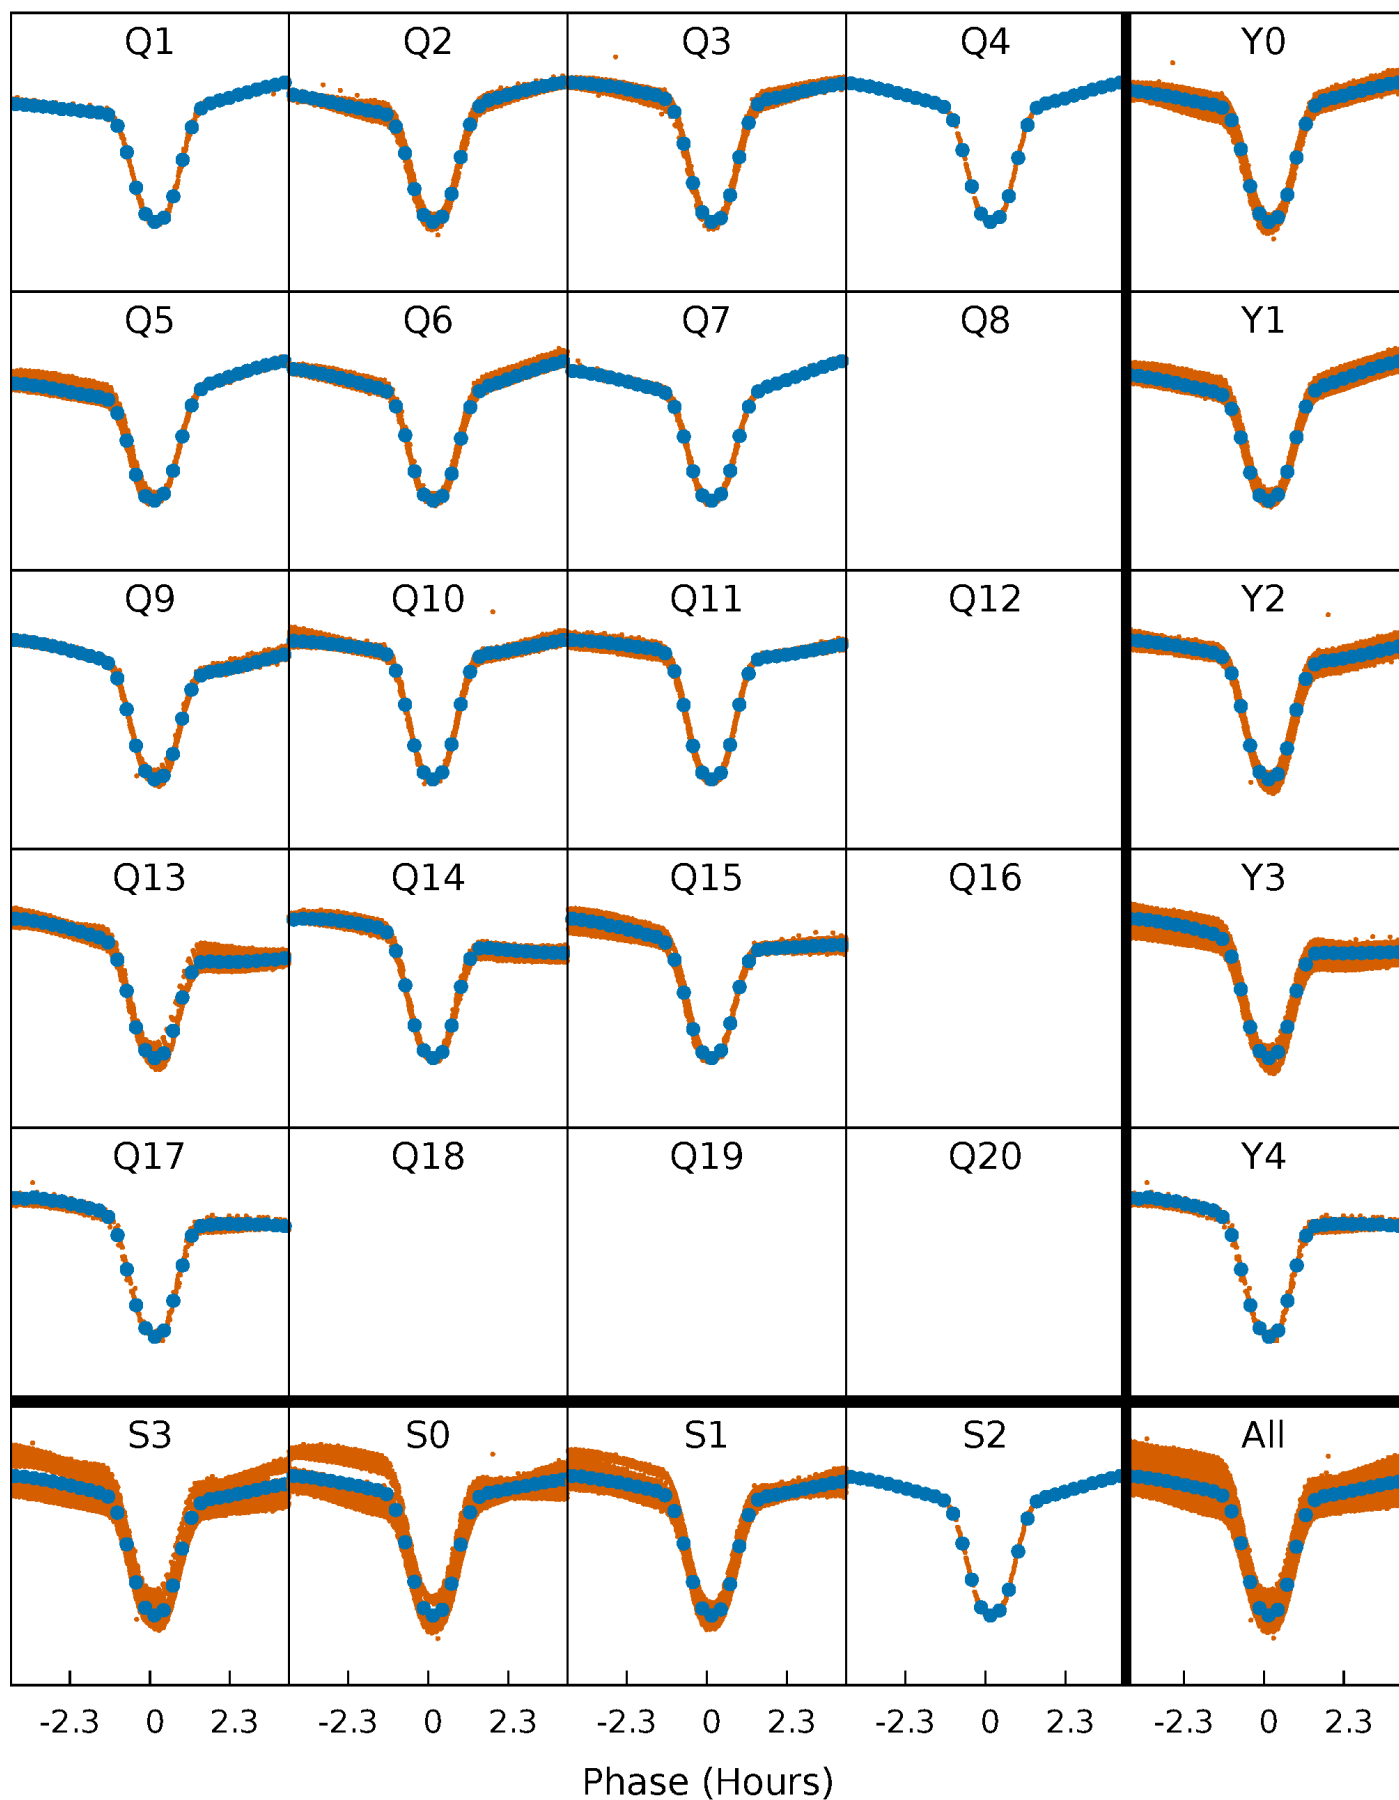 Q1 Q2 Q3 Q4 Y0
Q5 Q6 Q7 Q8 Y1
Q9 Q10 Q11 Q12 Y2
Q13 Q14 Q15 Q16 Y3
Q17 Q18 Q19 Q20 Y4
S3 S0 S1 S2 All
-2.3 0 2.3 -2.3 0 2.3 -2.3 0 2.3 -2.3 0 2.3 -2.3 0 2.3
Phase (Hours)